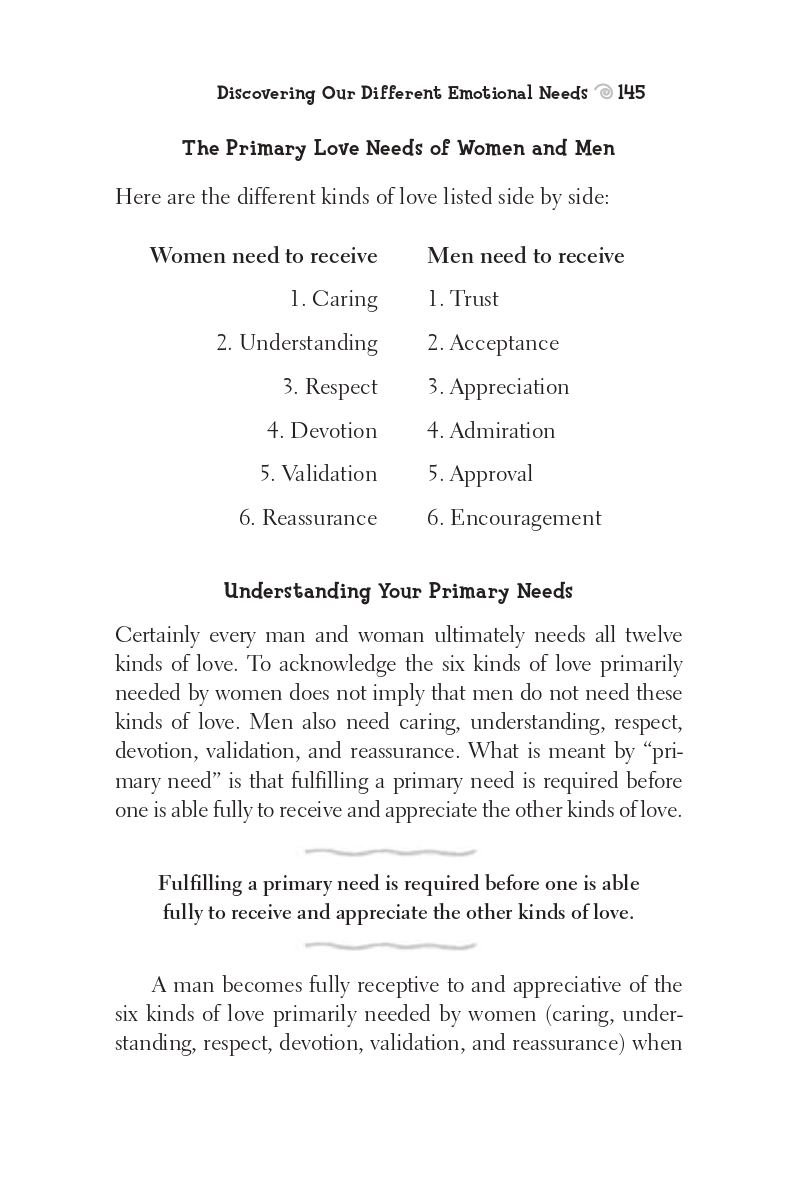 Discovering Our Different Emotional Needs 145
The Primary Love Needs of Women and Men
Here are the different kinds of love listed side by side:
Women need to receive Men need to receive
1. Caring 1. Trust
2. Understanding 2. Acceptance
3. Respect 3. Appreciation
4. Devotion 4. Admiration
5. Validation 5. Approval
6. Reassurance 6. Encouragement
Understanding Your Primary Needs
Certainly every man and woman ultimately needs all twelve
kinds of love. To acknowledge the six kinds of love primarily
needed by women does not imply that men do not need these
kinds of love. Men also need caring, understanding, respect,
devotion, validation, and reassurance. What is meant by “pri-
mary need” is that fulfilling a primary need is required before
one is able fully to receive and appreciate the other kinds of love.
Fulfilling a primary need is required before one is able
fully to receive and appreciate the other kinds of love.
A man becomes fully receptive to and appreciative of the
six kinds of love primarily needed by women (caring, under-
standing, respect, devotion, validation, and reassurance) when